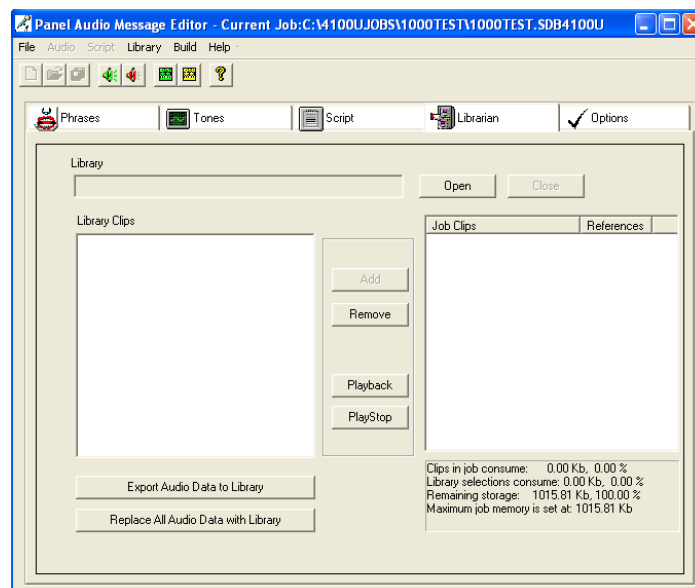 Panel Audio Message Editor - Current Job:C:\4100UJOBS\1000TEST\1000TEST.SDB4100U
File Audio Script Library Build Help
Phrases Tones Script Librarian Options
Library
Open Close
Library Clips
Job Clips References
Add
Remove
Playback
PlayStop
Export Audio Data to Library
Replace All Audio Data with Library
Clips in job consume: 0.00 Kb, 0.00 %
Library selections consume: 0.00 Kb, 0.00 %
Remaining storage: 1015.81 Kb, 100.00 %
Maximum job memory is set at: 1015.81 Kb